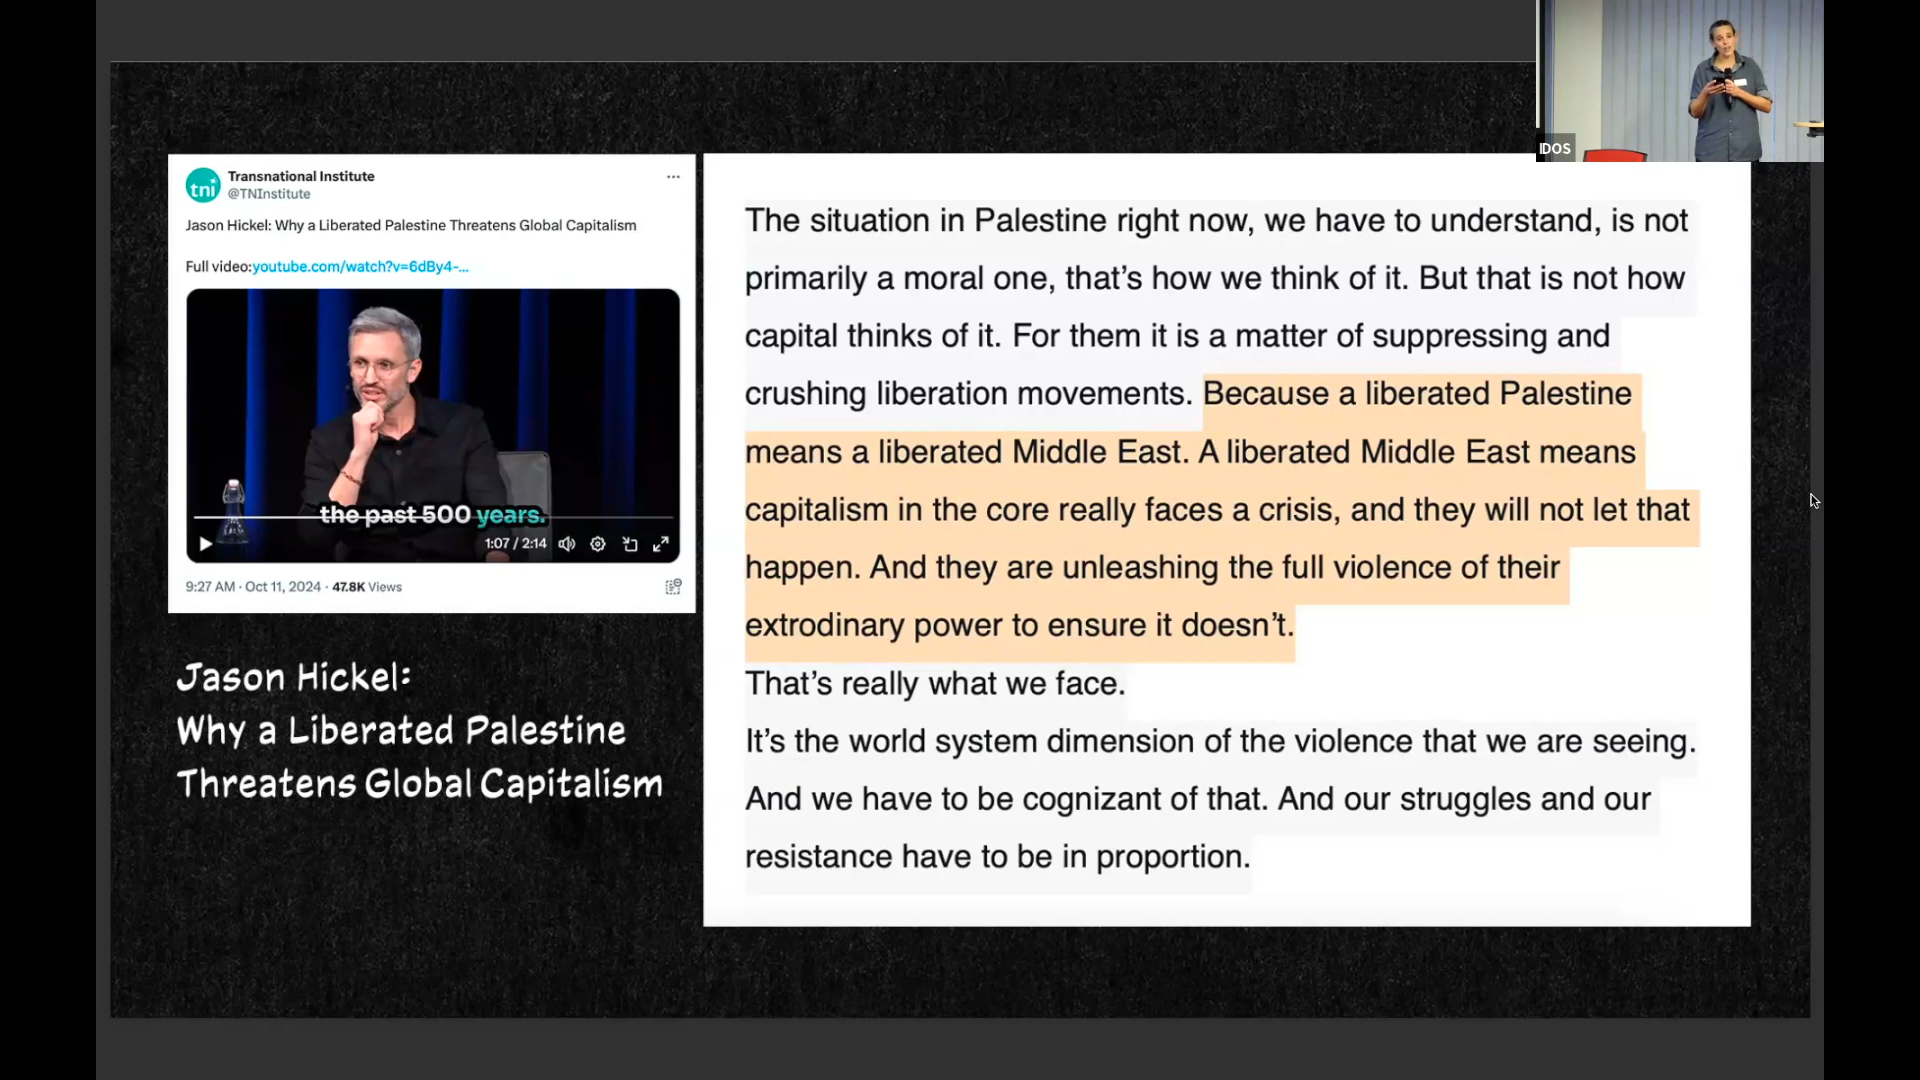 IDOS
tni
Transnational Institute
@TNInstitute
Jason Hickel: Why a Liberated Palestine Threatens Global Capitalism
Full video:youtube.com/watch?v=6dBy4-...
the past 500 years.
1:07 / 2:14
9:27 AM · Oct 11, 2024 · 47.8K Views
Jason Hickel:
Why a Liberated Palestine
Threatens Global Capitalism
The situation in Palestine right now, we have to understand, is not
primarily a moral one, that’s how we think of it. But that is not how
capital thinks of it. For them it is a matter of suppressing and
crushing liberation movements. Because a liberated Palestine
means a liberated Middle East. A liberated Middle East means
capitalism in the core really faces a crisis, and they will not let that
happen. And they are unleashing the full violence of their
extrodinary power to ensure it doesn’t.
That’s really what we face.
It’s the world system dimension of the violence that we are seeing.
And we have to be cognizant of that. And our struggles and our
resistance have to be in proportion.